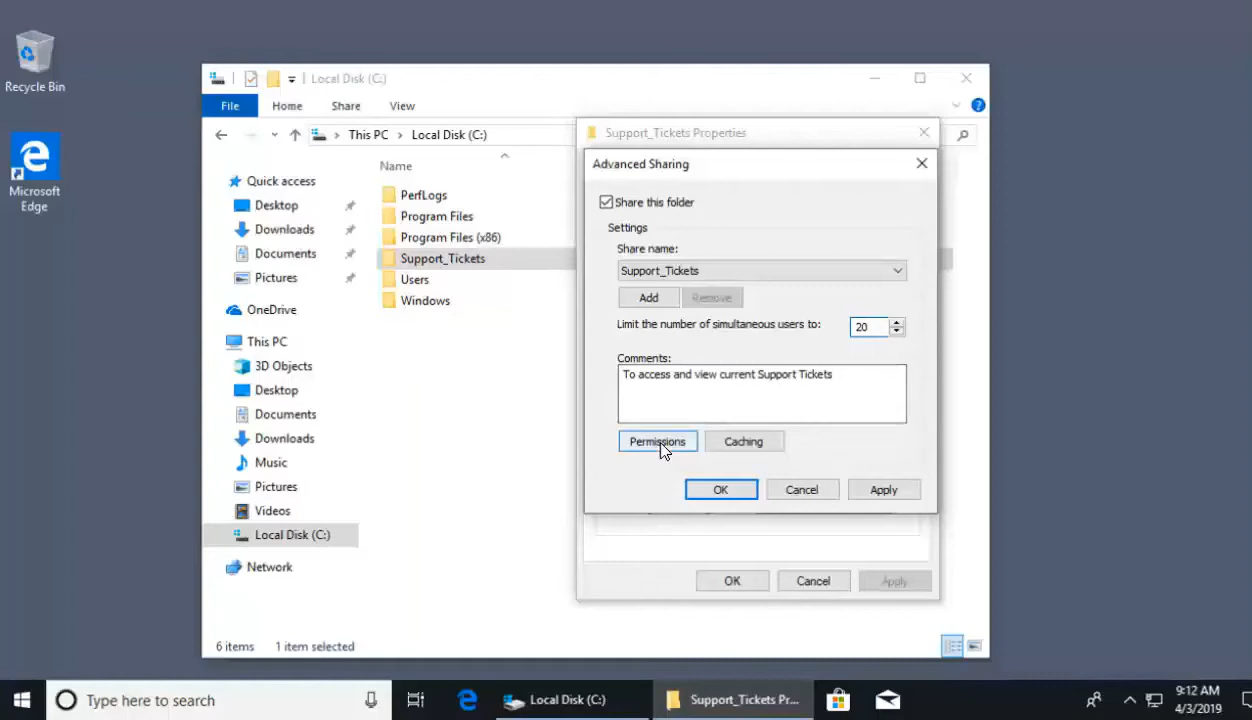 Recycle Bin
Microsoft
Edge
Local Disk (C:)
File Home Share View
This PC > Local Disk (C:)
Name
Quick access
Desktop
Downloads
Documents
Pictures
OneDrive
This PC
3D Objects
Desktop
Documents
Downloads
Music
Pictures
Videos
Local Disk (C:)
Network
PerfLogs
Program Files
Program Files (x86)
Support_Tickets
Users
Windows
6 items 1 item selected
Support_Tickets Properties
Advanced Sharing
Share this folder
Settings
Share name:
Support_Tickets
Add Remove
Limit the number of simultaneous users to: 20
Comments:
To access and view current Support Tickets
Permissions Caching
OK Cancel Apply
OK Cancel Apply
Type here to search
Local Disk (C:)
Support_Tickets Pr...
9:12 AM
4/3/2019